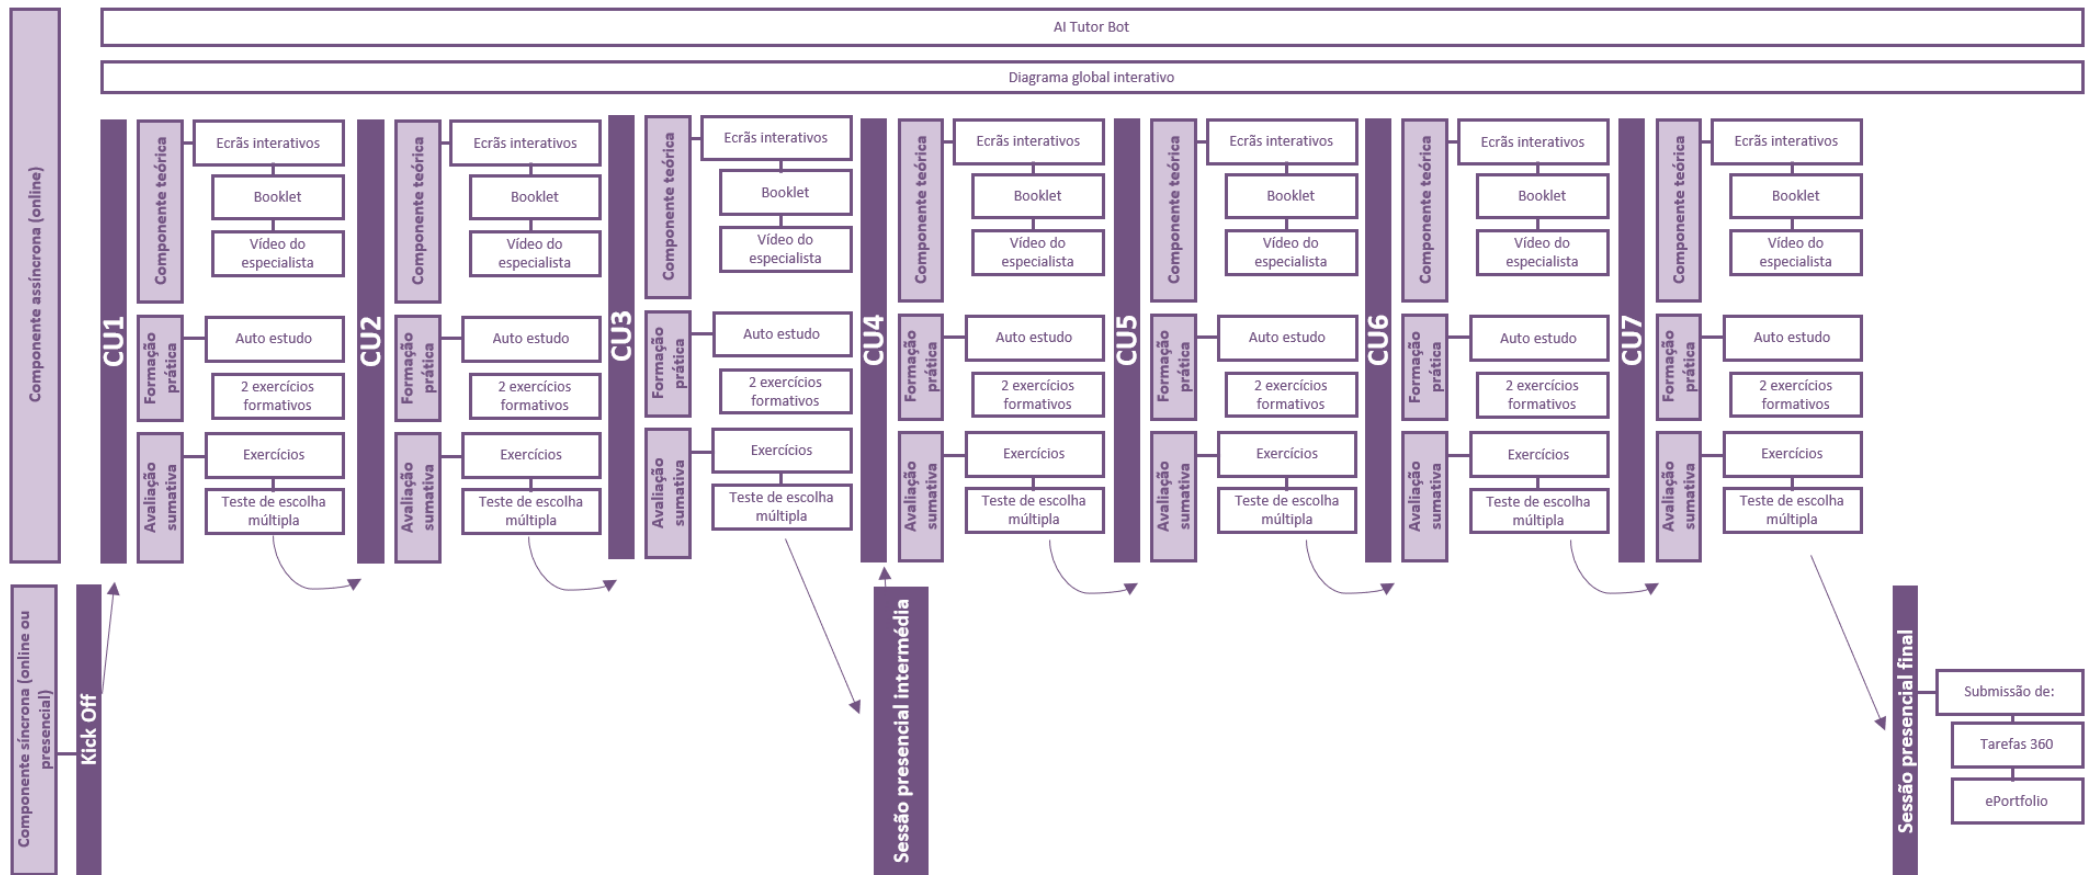 AI Tutor Bot
Diagrama global interativo
Componente assíncrona (online)
CU1
Componente teórica
Ecrãs interativos
Booklet
Vídeo do
especialista
Formação
prática
Auto estudo
2 exercícios
formativos
Avaliação
sumativa
Exercícios
Teste de escolha
múltipla
CU2
Componente teórica
Ecrãs interativos
Booklet
Vídeo do
especialista
Formação
prática
Auto estudo
2 exercícios
formativos
Avaliação
sumativa
Exercícios
Teste de escolha
múltipla
CU3
Componente teórica
Ecrãs interativos
Booklet
Vídeo do
especialista
Formação
prática
Auto estudo
2 exercícios
formativos
Avaliação
sumativa
Exercícios
Teste de escolha
múltipla
CU4
Componente teórica
Ecrãs interativos
Booklet
Vídeo do
especialista
Formação
prática
Auto estudo
2 exercícios
formativos
Avaliação
sumativa
Exercícios
Teste de escolha
múltipla
CU5
Componente teórica
Ecrãs interativos
Booklet
Vídeo do
especialista
Formação
prática
Auto estudo
2 exercícios
formativos
Avaliação
sumativa
Exercícios
Teste de escolha
múltipla
CU6
Componente teórica
Ecrãs interativos
Booklet
Vídeo do
especialista
Formação
prática
Auto estudo
2 exercícios
formativos
Avaliação
sumativa
Exercícios
Teste de escolha
múltipla
CU7
Componente teórica
Ecrãs interativos
Booklet
Vídeo do
especialista
Formação
prática
Auto estudo
2 exercícios
formativos
Avaliação
sumativa
Exercícios
Teste de escolha
múltipla
Componente síncrona (online ou
presencial)
Kick Off
Sessão presencial intermédia
Sessão presencial final
Submissão de:
Tarefas 360
ePortfolio